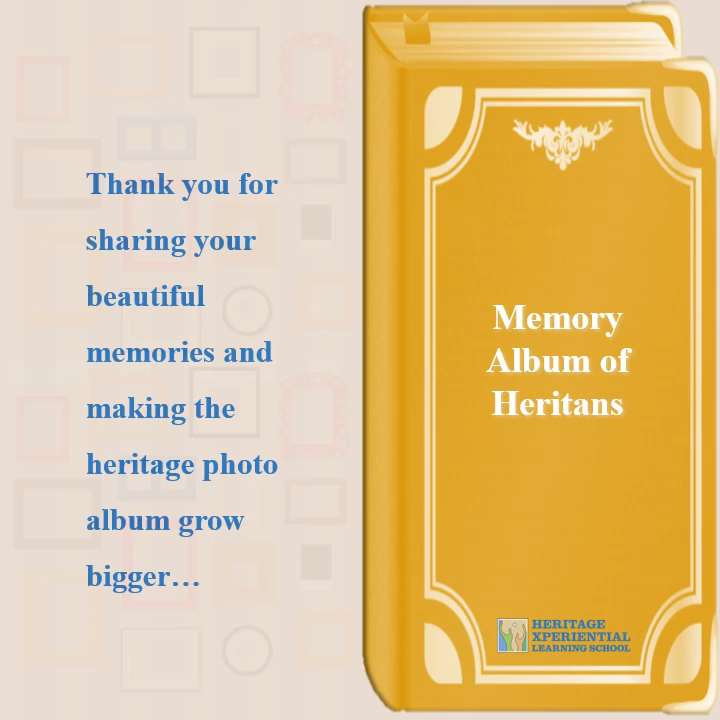 Thank you for
sharing your
beautiful
memories and
making the
heritage photo
album grow
bigger…
Memory
Album of
Heritans
HERITAGE
XPERIENTIAL
LEARNING SCHOOL